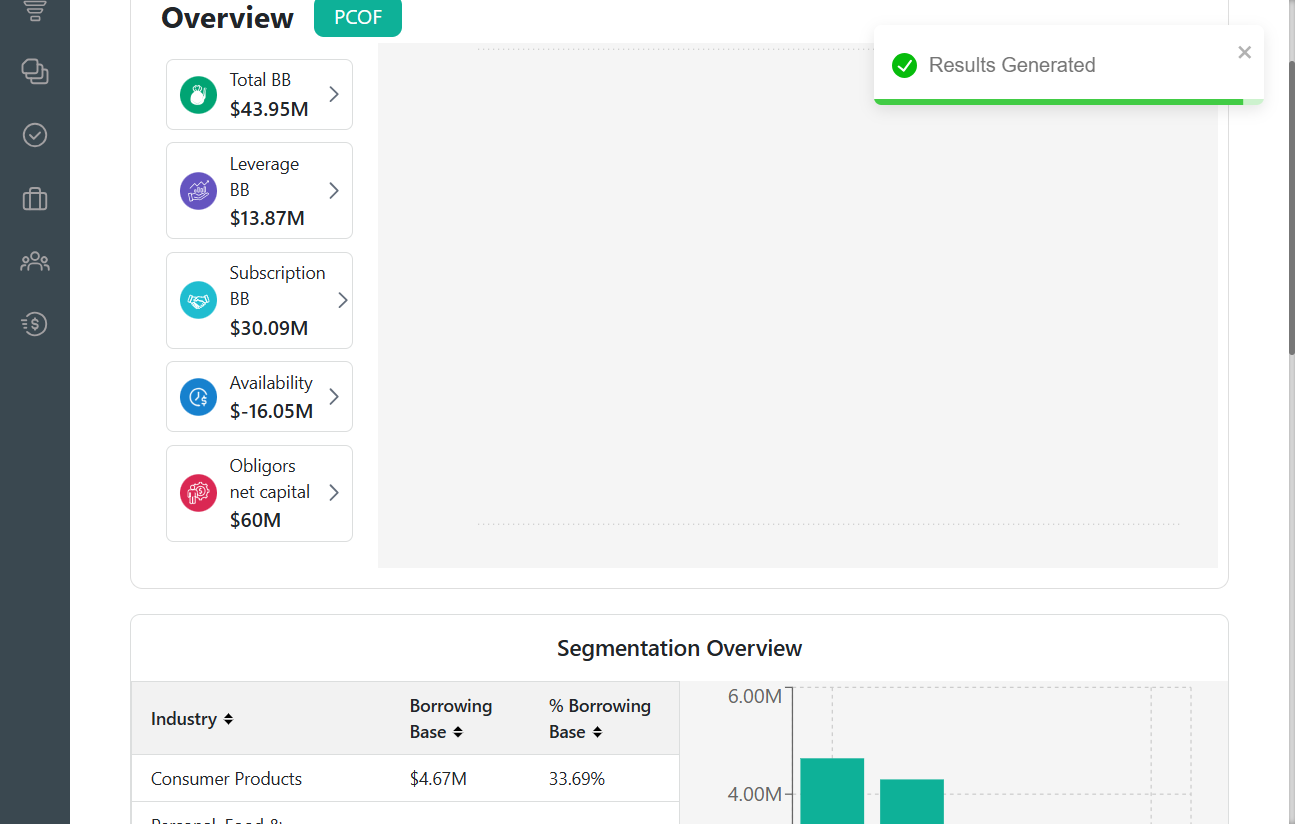 Overview
PCOF
Results Generated
Total BB
$43.95M
Leverage
BB
$13.87M
Subscription
BB
$30.09M
Availability
$-16.05M
Obligors
net capital
$60M
Segmentation Overview
Industry
Borrowing
Base
% Borrowing
Base
Consumer Products
$4.67M
33.69%
Personal, Food &
6.00M
4.00M